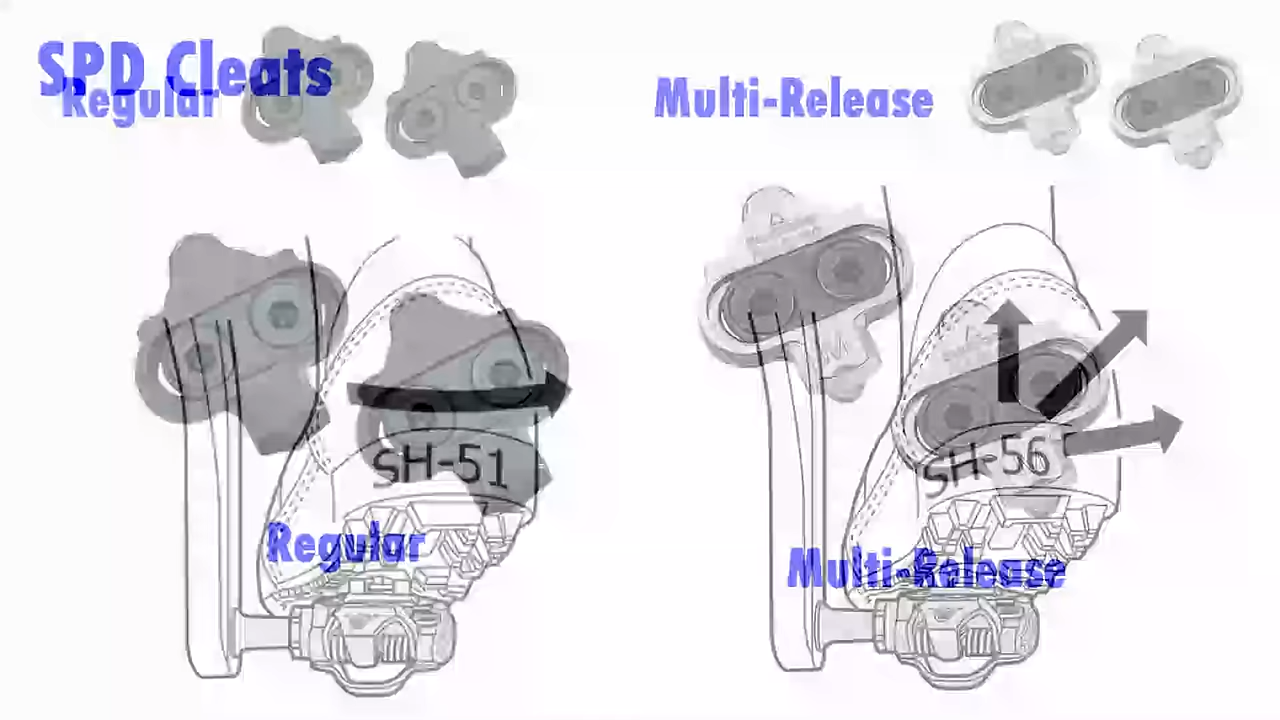 SPD Cleats
Regular
Multi-Release
SH-51
SH-56
Regular
Multi-Release